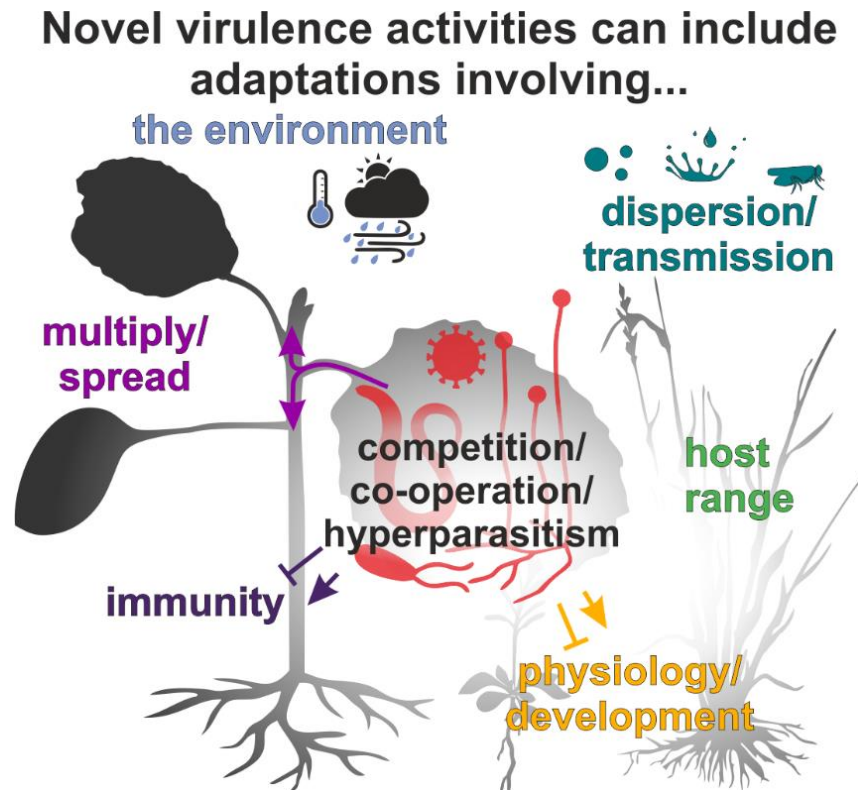 Novel virulence activities can include
adaptations involving...
the environment
dispersion/
transmission
multiply/
spread
competition/
co-operation/
hyperparasitism
host
range
immunity
physiology/
development